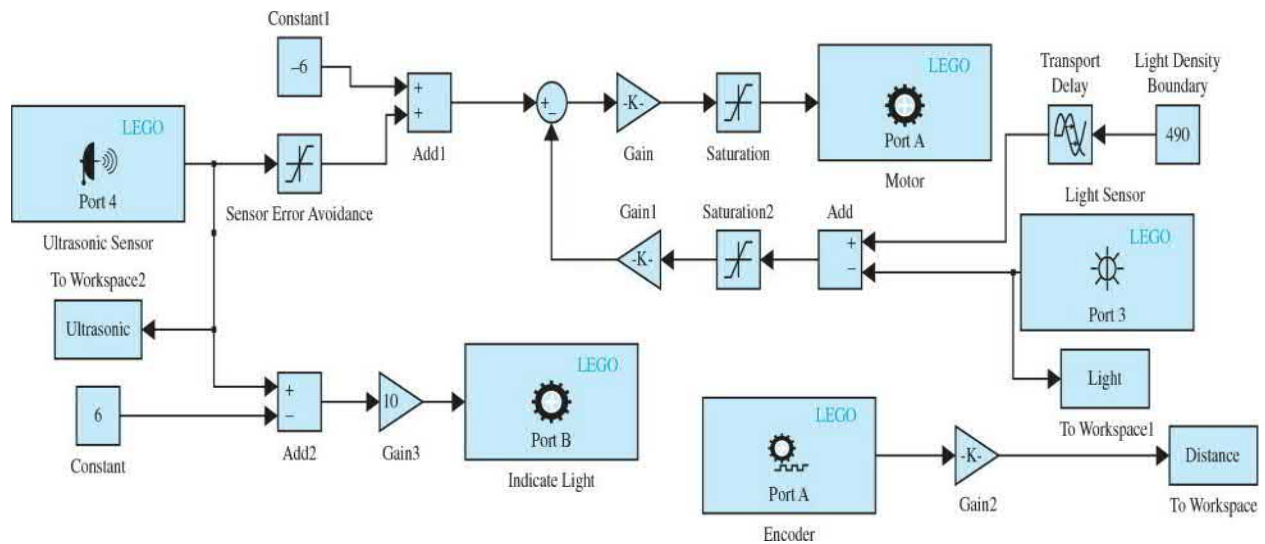 Constant1
–6
LEGO
Port 4
Ultrasonic Sensor
Sensor Error Avoidance
+
+
Add1
+
–
-K-
Gain
Saturation
LEGO
Port A
Motor
Transport
Delay
Light Density
Boundary
490
Light Sensor
LEGO
Port 3
Gain1
-K-
Saturation2
Add
+
–
To Workspace2
Ultrasonic
6
Constant
+
–
Add2
10
Gain3
LEGO
Port B
Indicate Light
Light
To Workspace1
LEGO
Port A
Encoder
-K-
Gain2
Distance
To Workspace